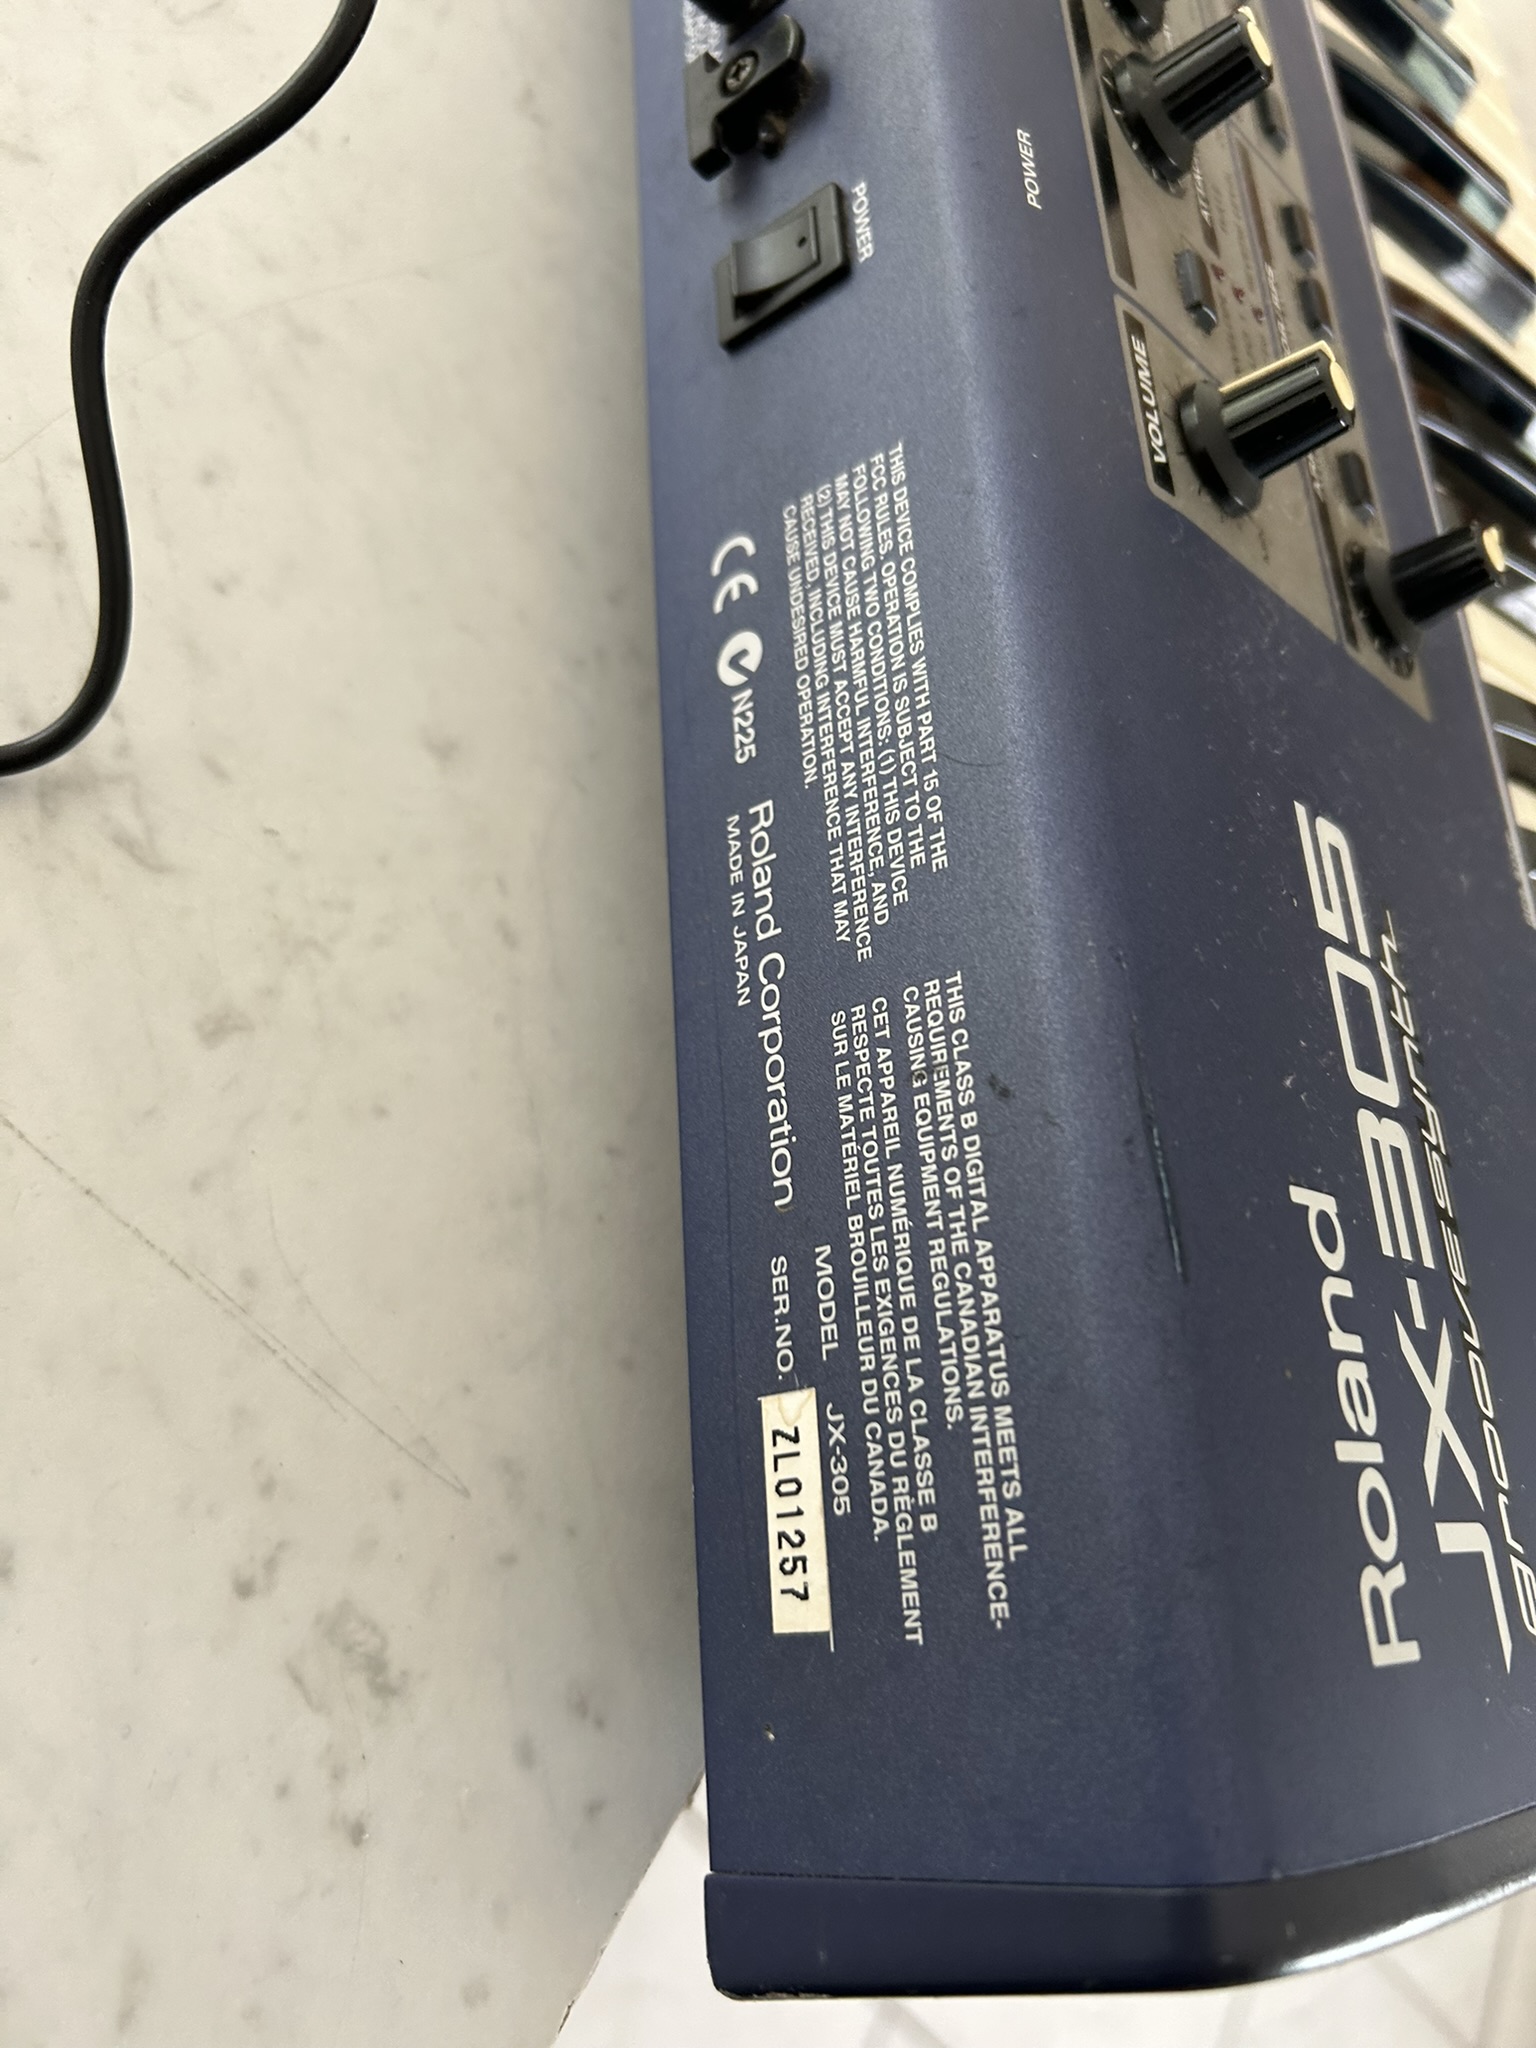 POWER
POWER
VOLUME
THIS DEVICE COMPLIES WITH PART 15 OF THE
FCC RULES. OPERATION IS SUBJECT TO THE
FOLLOWING TWO CONDITIONS: (1) THIS DEVICE
MAY NOT CAUSE HARMFUL INTERFERENCE, AND
(2) THIS DEVICE MUST ACCEPT ANY INTERFERENCE
RECEIVED, INCLUDING INTERFERENCE THAT MAY
CAUSE UNDESIRED OPERATION.
CE N225
Roland Corporation
MADE IN JAPAN
THIS CLASS B DIGITAL APPARATUS MEETS ALL
REQUIREMENTS OF THE CANADIAN INTERFERENCE-
CAUSING EQUIPMENT REGULATIONS.
CET APPAREIL NUMÉRIQUE DE LA CLASSE B
RESPECTE TOUTES LES EXIGENCES DU RÈGLEMENT
SUR LE MATÉRIEL BROUILLEUR DU CANADA.
MODEL JX-305
SER.NO. ZL01257
Roland
JX-305